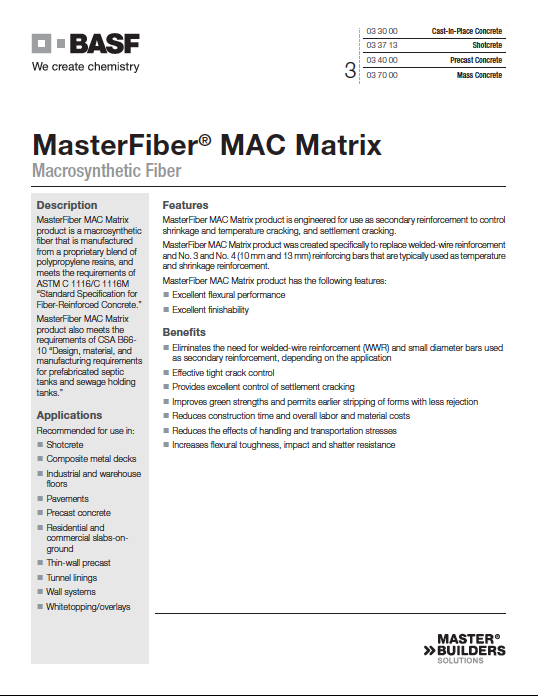 BASF
We create chemistry
3
03 30 00 Cast-In-Place Concrete
03 37 13 Shotcrete
03 40 00 Precast Concrete
03 70 00 Mass Concrete
MasterFiber® MAC Matrix
Macrosynthetic Fiber
Description
MasterFiber MAC Matrix
product is a macrosynthetic
fiber that is manufactured
from a proprietary blend of
polypropylene resins, and
meets the requirements of
ASTM C 1116/C 1116M
“Standard Specification for
Fiber-Reinforced Concrete.”
MasterFiber MAC Matrix
product also meets the
requirements of CSA B66-
10 “Design, material, and
manufacturing requirements
for prefabricated septic
tanks and sewage holding
tanks.”
Applications
Recommended for use in:
■ Shotcrete
■ Composite metal decks
■ Industrial and warehouse
floors
■ Pavements
■ Precast concrete
■ Residential and
commercial slabs-on-
ground
■ Thin-wall precast
■ Tunnel linings
■ Wall systems
■ Whitetopping/overlays
Features
MasterFiber MAC Matrix product is engineered for use as secondary reinforcement to control
shrinkage and temperature cracking, and settlement cracking.
MasterFiber MAC Matrix product was created specifically to replace welded-wire reinforcement
and No. 3 and No. 4 (10 mm and 13 mm) reinforcing bars that are typically used as temperature
and shrinkage reinforcement.
MasterFiber MAC Matrix product has the following features:
■ Excellent flexural performance
■ Excellent finishability
Benefits
■ Eliminates the need for welded-wire reinforcement (WWR) and small diameter bars used
as secondary reinforcement, depending on the application
■ Effective tight crack control
■ Provides excellent control of settlement cracking
■ Improves green strengths and permits earlier stripping of forms with less rejection
■ Reduces construction time and overall labor and material costs
■ Reduces the effects of handling and transportation stresses
■ Increases flexural toughness, impact and shatter resistance
MASTER®
BUILDERS
SOLUTIONS